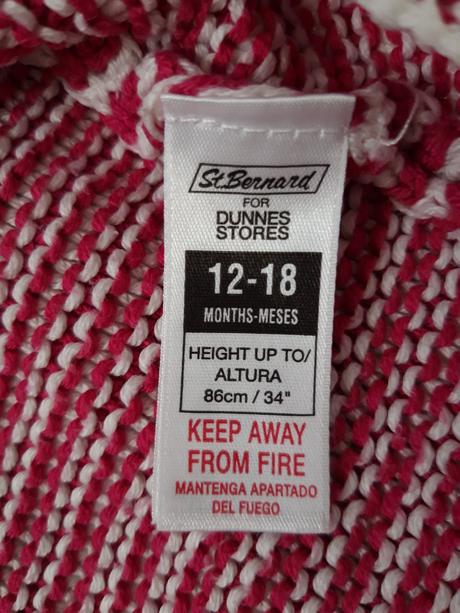 St.Bernard
FOR
DUNNES
STORES
12-18
MONTHS-MESES
HEIGHT UP TO/
ALTURA
86cm / 34"
KEEP AWAY
FROM FIRE
MANTENGA APARTADO
DEL FUEGO